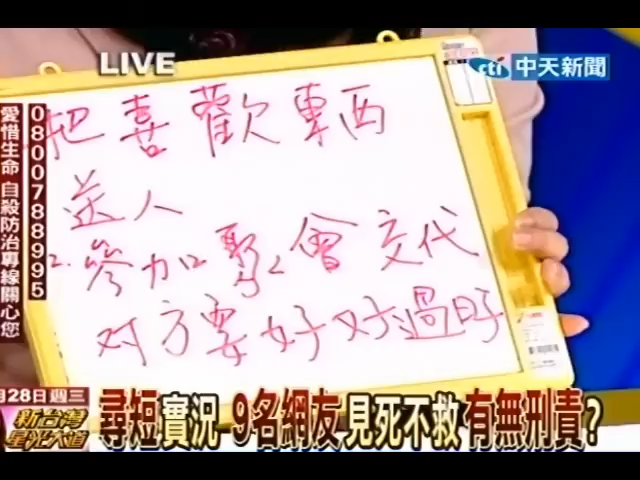 LIVE
cti 中天新聞
把喜歡東西
送人
2. 參加聚會交代
对方要好好過日子
愛惜生命 自殺防治專線關心您
0800788995
月28日週三
新台灣
星光大道
尋短實況 9名網友見死不救 有無刑責?